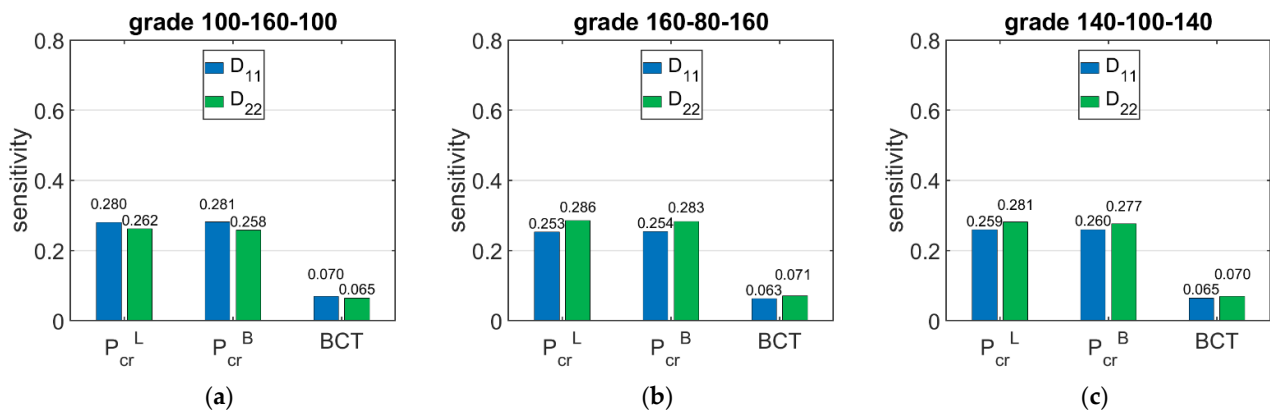 grade 100-160-100
0.8
0.6
0.4
0.2
0
sensitivity
D11
D22
0.280
0.262
0.281
0.258
0.070
0.065
Pcr L
Pcr B
BCT
(a)
grade 160-80-160
0.8
0.6
0.4
0.2
0
sensitivity
D11
D22
0.253
0.286
0.254
0.283
0.063
0.071
Pcr L
Pcr B
BCT
(b)
grade 140-100-140
0.8
0.6
0.4
0.2
0
sensitivity
D11
D22
0.259
0.281
0.260
0.277
0.065
0.070
Pcr L
Pcr B
BCT
(c)